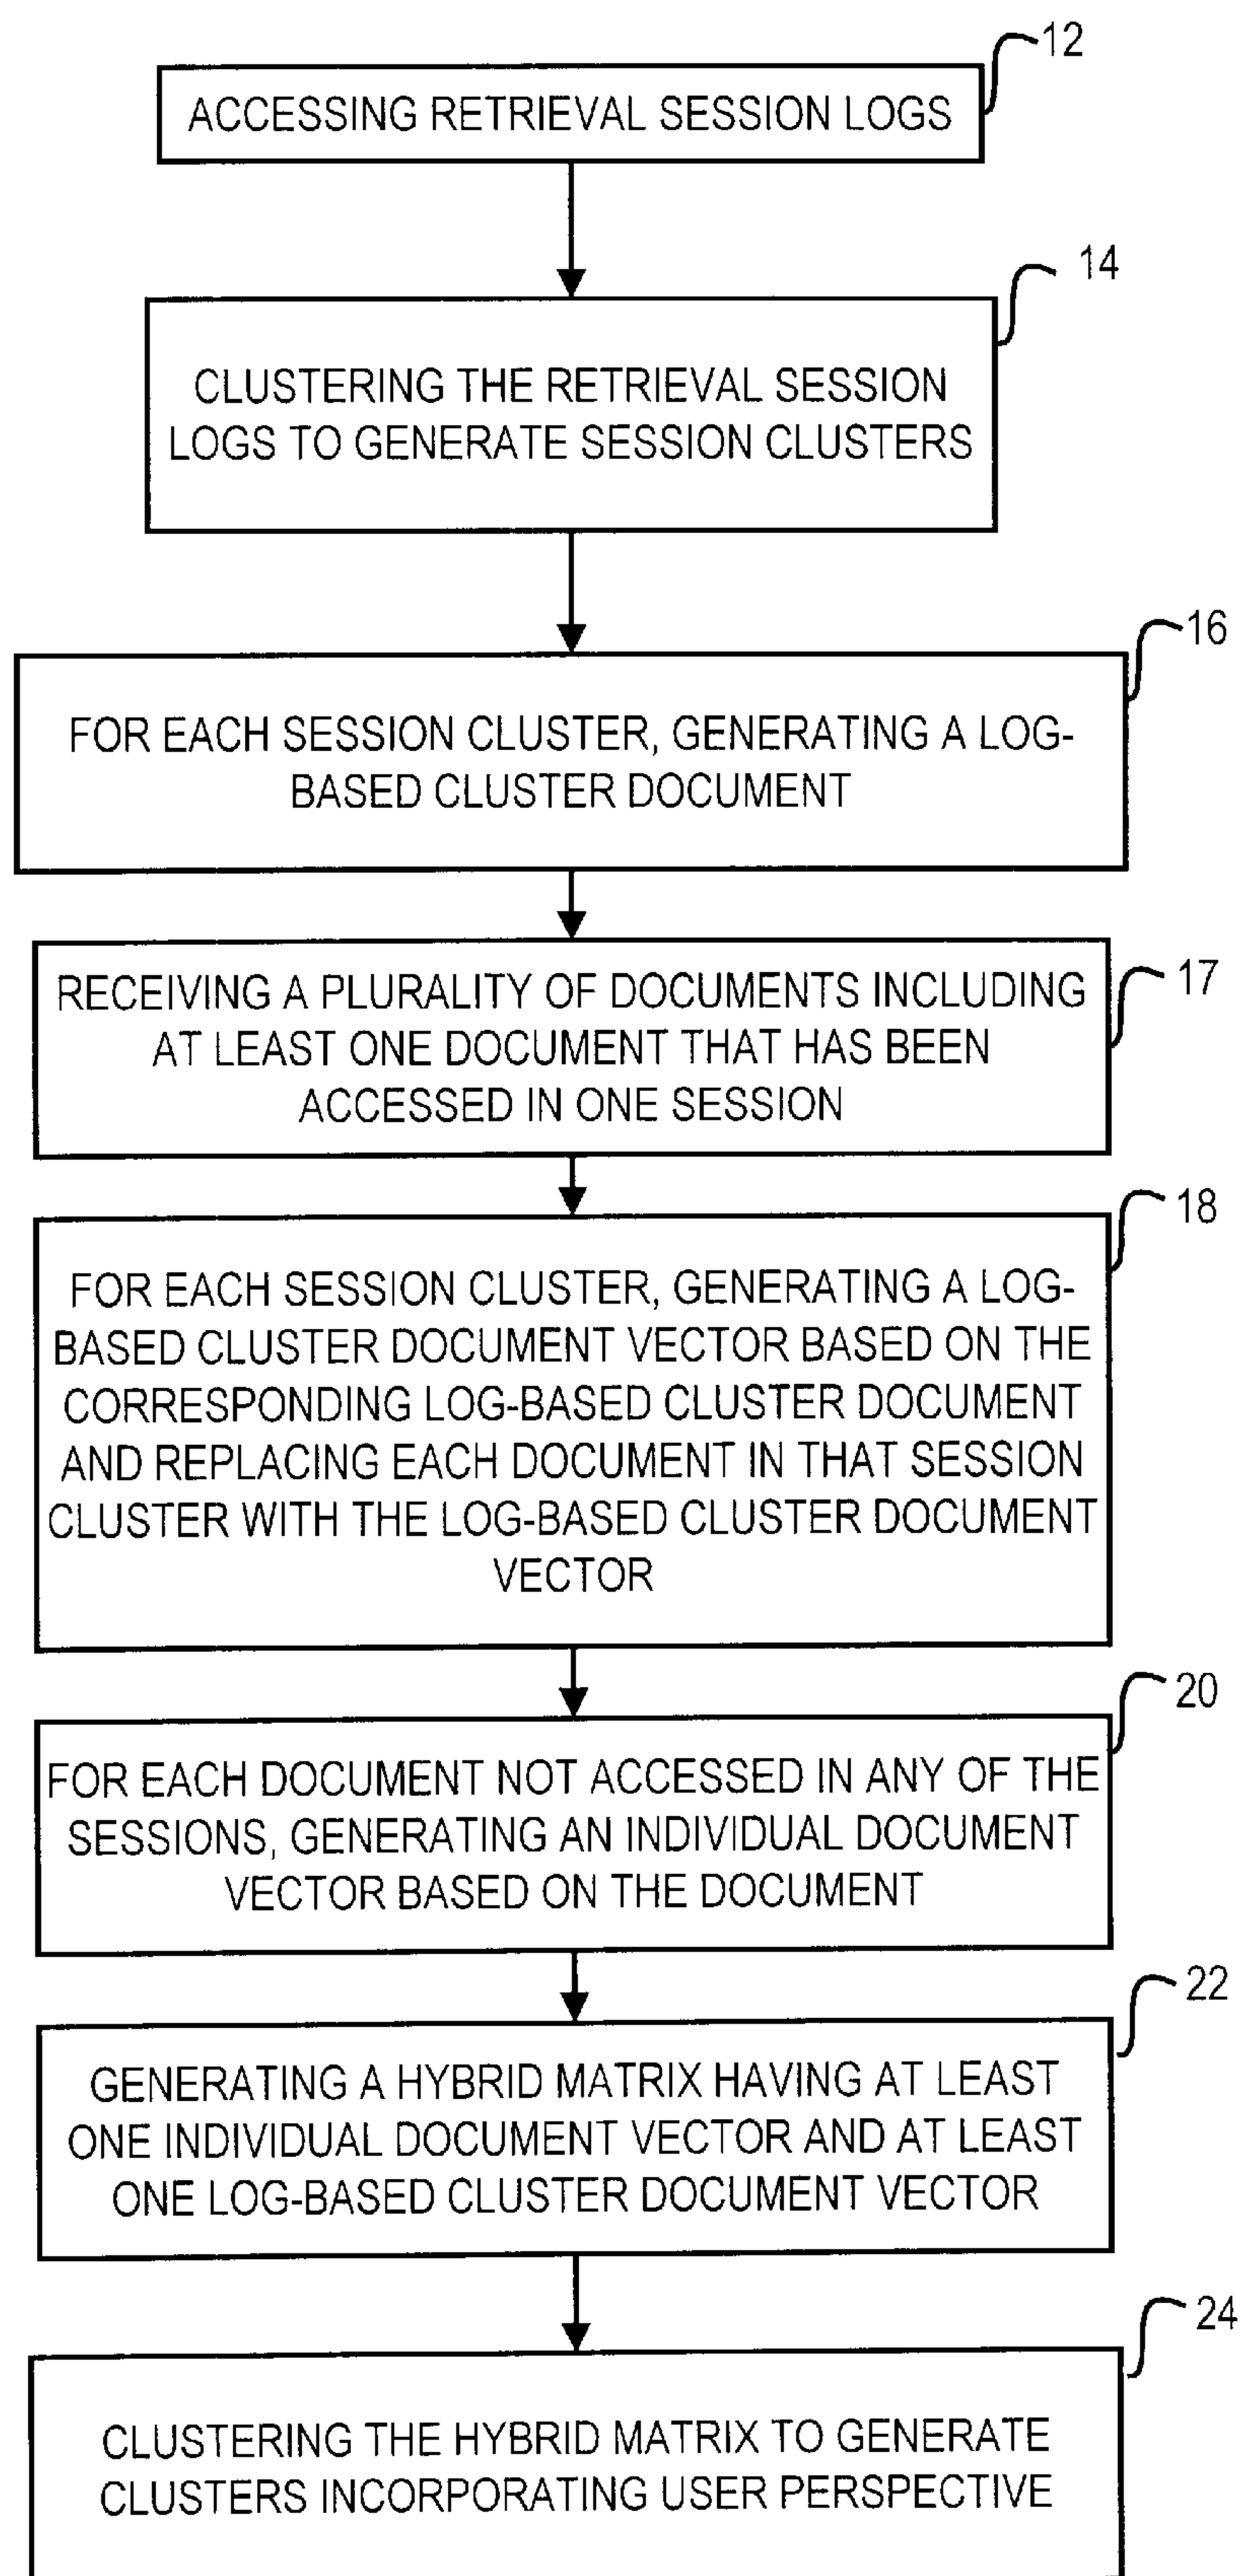 12
ACCESSING RETRIEVAL SESSION LOGS
14
CLUSTERING THE RETRIEVAL SESSION
LOGS TO GENERATE SESSION CLUSTERS
16
FOR EACH SESSION CLUSTER, GENERATING A LOG-
BASED CLUSTER DOCUMENT
17
RECEIVING A PLURALITY OF DOCUMENTS INCLUDING
AT LEAST ONE DOCUMENT THAT HAS BEEN
ACCESSED IN ONE SESSION
18
FOR EACH SESSION CLUSTER, GENERATING A LOG-
BASED CLUSTER DOCUMENT VECTOR BASED ON THE
CORRESPONDING LOG-BASED CLUSTER DOCUMENT
AND REPLACING EACH DOCUMENT IN THAT SESSION
CLUSTER WITH THE LOG-BASED CLUSTER DOCUMENT
VECTOR
20
FOR EACH DOCUMENT NOT ACCESSED IN ANY OF THE
SESSIONS, GENERATING AN INDIVIDUAL DOCUMENT
VECTOR BASED ON THE DOCUMENT
22
GENERATING A HYBRID MATRIX HAVING AT LEAST
ONE INDIVIDUAL DOCUMENT VECTOR AND AT LEAST
ONE LOG-BASED CLUSTER DOCUMENT VECTOR
24
CLUSTERING THE HYBRID MATRIX TO GENERATE
CLUSTERS INCORPORATING USER PERSPECTIVE